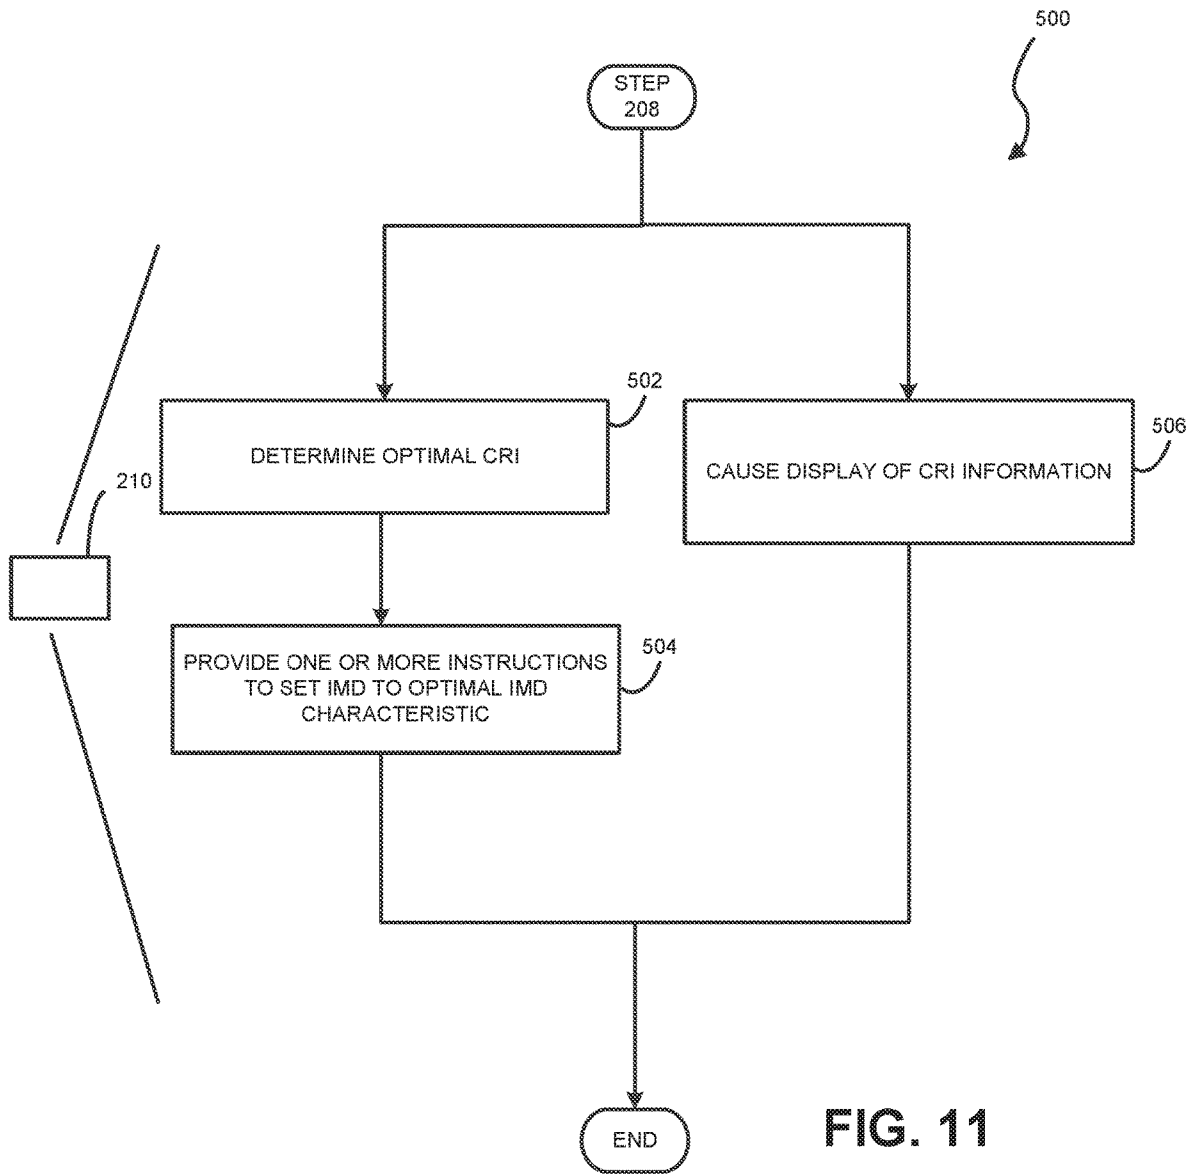 500
STEP
208
502
DETERMINE OPTIMAL CRI
506
CAUSE DISPLAY OF CRI INFORMATION
210
504
PROVIDE ONE OR MORE INSTRUCTIONS
TO SET IMD TO OPTIMAL IMD
CHARACTERISTIC
END
FIG. 11